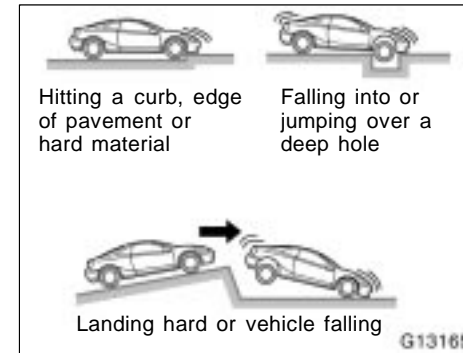 Hitting a curb, edge
of pavement or
hard material
Falling into or
jumping over a
deep hole
Landing hard or vehicle falling
G13165